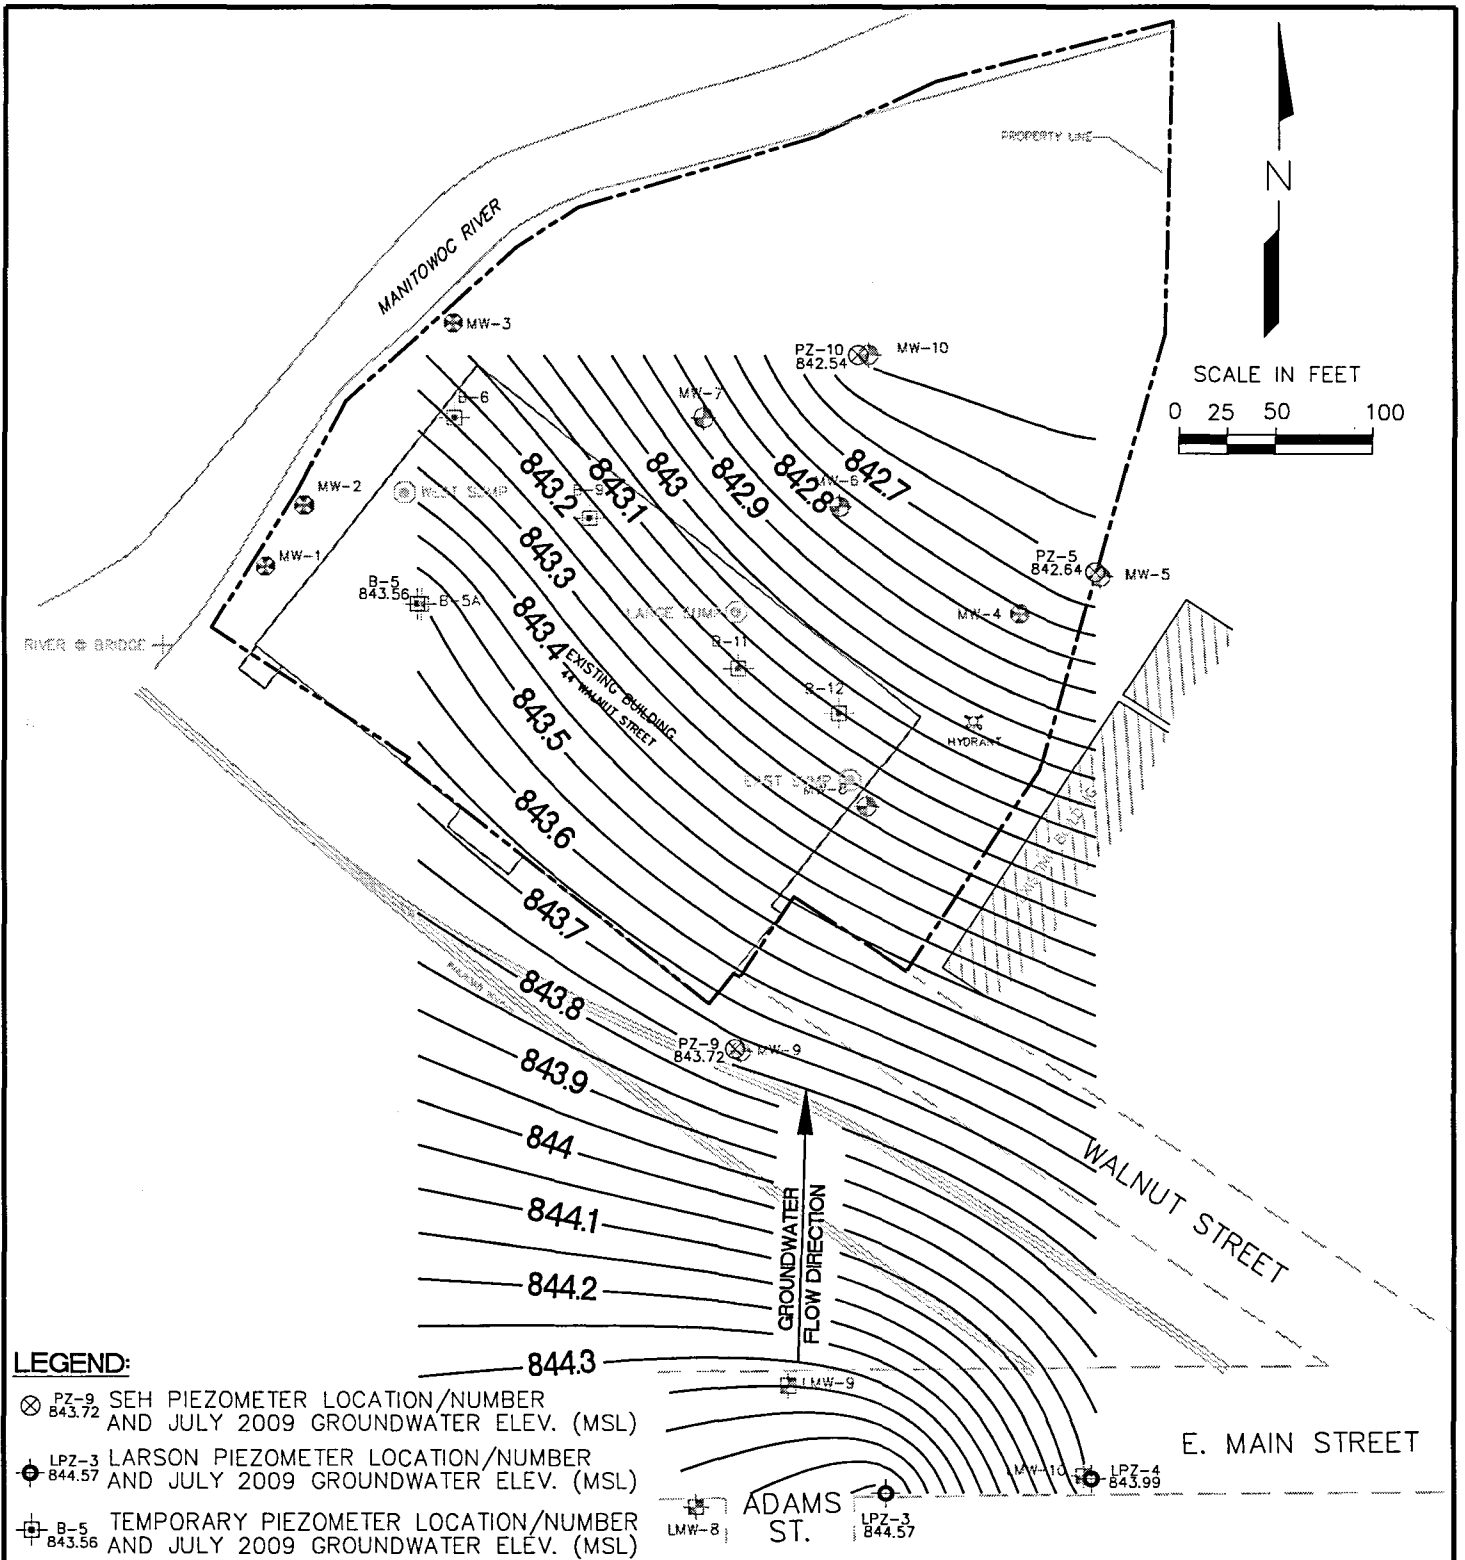 PROPERTY LINE
N
MANITOWOC RIVER
MW-3
PZ-10
842.54
MW-10
SCALE IN FEET
0 25 50 100
MW-7
B-6
843.2
843.1
843
842.9
842.8
842.7
MW-6
MW-2
WEST SUMP
B-9
843.3
MW-1
PZ-5
842.64
MW-5
B-5
843.56
B-5A
843.4
LARGE SUMP
MW-4
RIVER @ BRIDGE
B-11
EXISTING BUILDING
44 WALNUT STREET
B-12
843.5
HYDRANT
EAST SUMP
MW-8
843.6
843.7
843.8
PZ-9
843.72
MW-9
843.9
844
WALNUT STREET
844.1
GROUNDWATER
FLOW DIRECTION
844.2
844.3
LMW-9
LEGEND:
PZ-9
843.72
SEH PIEZOMETER LOCATION/NUMBER
AND JULY 2009 GROUNDWATER ELEV. (MSL)
LPZ-3
844.57
LARSON PIEZOMETER LOCATION/NUMBER
AND JULY 2009 GROUNDWATER ELEV. (MSL)
B-5
843.56
TEMPORARY PIEZOMETER LOCATION/NUMBER
AND JULY 2009 GROUNDWATER ELEV. (MSL)
E. MAIN STREET
LMW-10
LPZ-4
843.99
LMW-8
ADAMS
ST.
LPZ-3
844.57